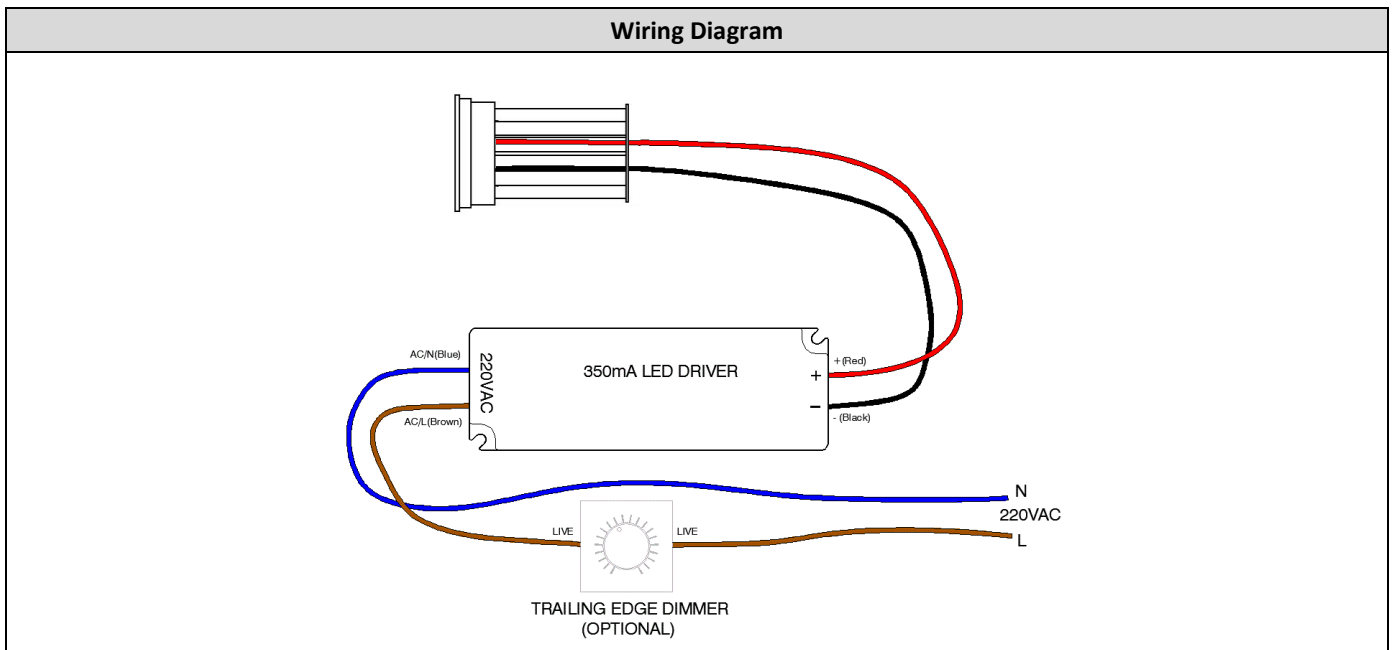 Wiring Diagram
AC/N(Blue)
220VAC
350mA LED DRIVER
+(Red)
+
AC/L(Brown)
−
- (Black)
N
220VAC
LIVE
LIVE
L
TRAILING EDGE DIMMER
(OPTIONAL)